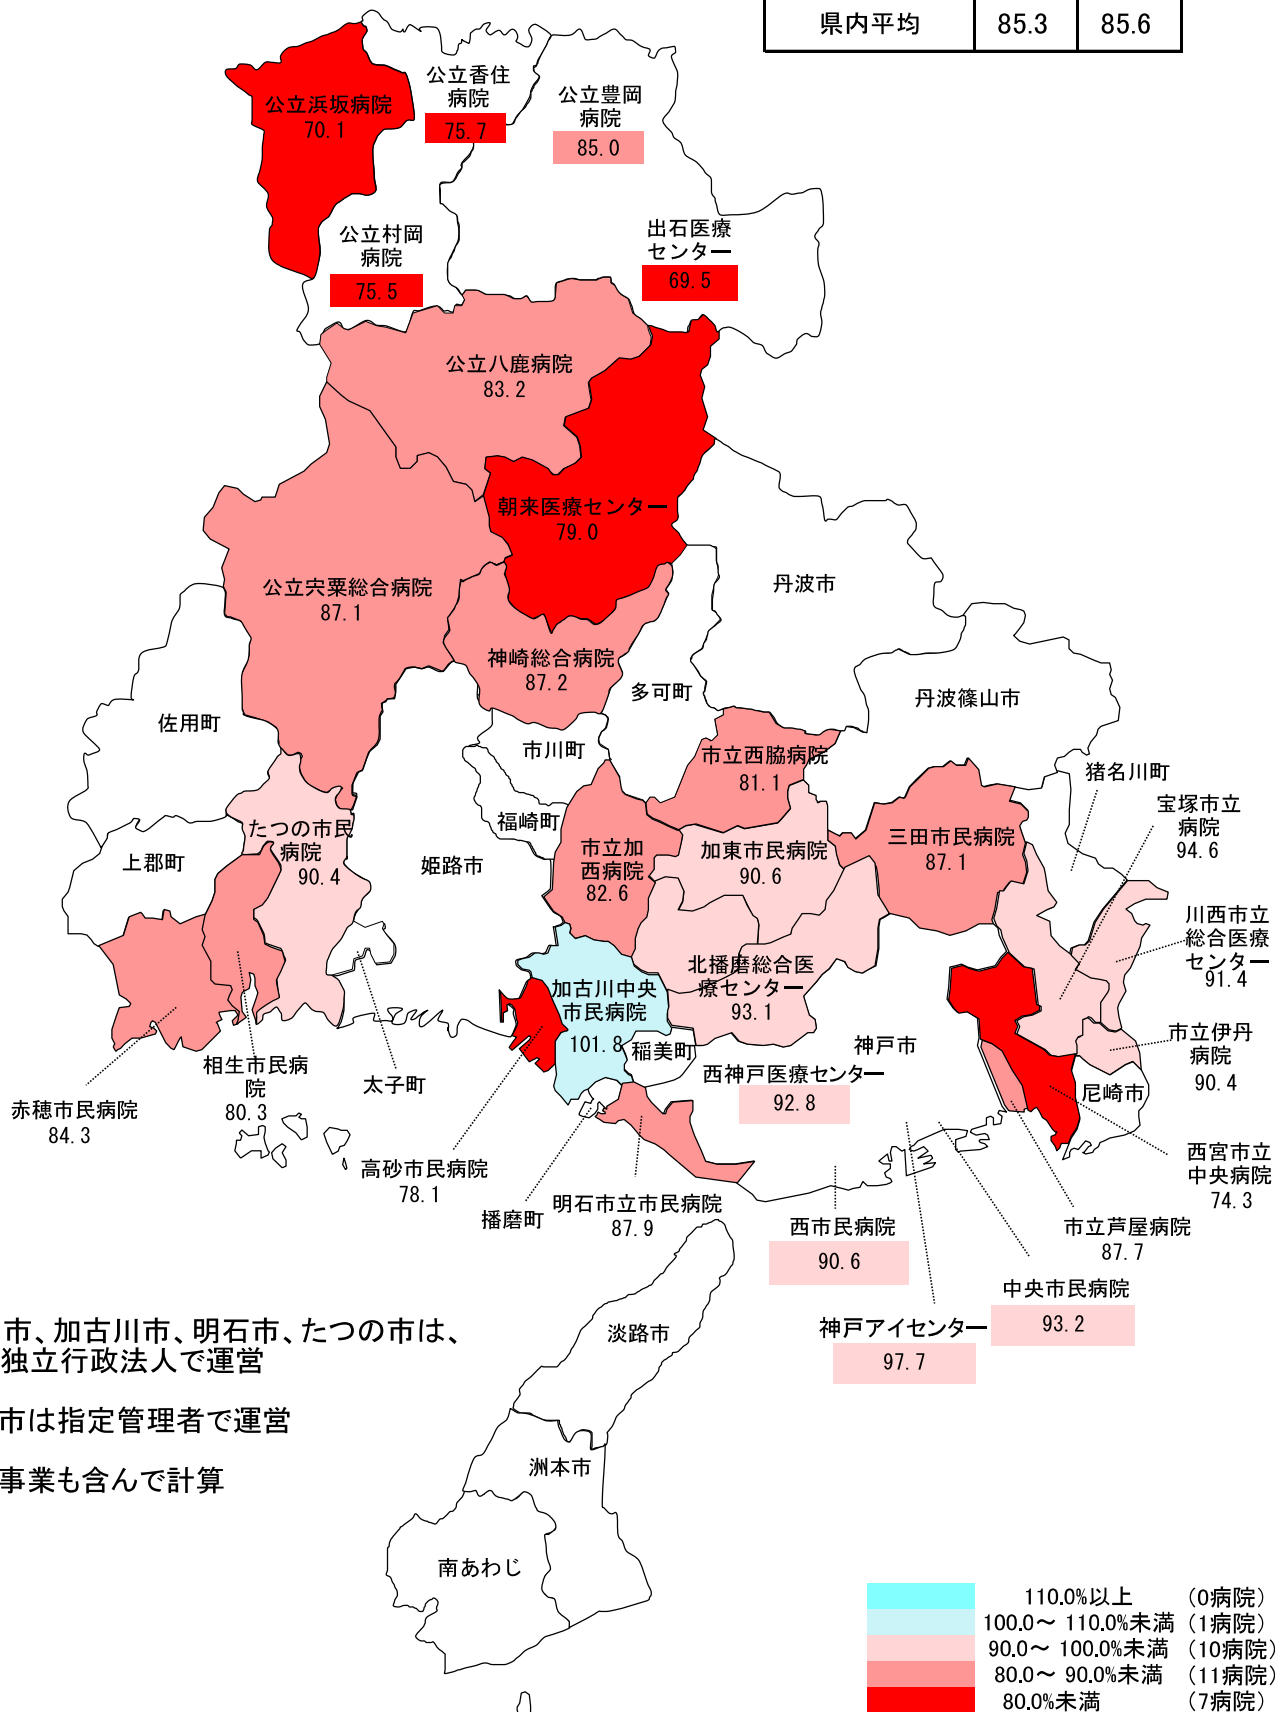 県内平均 85.3 85.6
公立浜坂病院
70.1
公立香住
病院
75.7
公立豊岡
病院
85.0
公立村岡
病院
75.5
出石医療
センター
69.5
公立八鹿病院
83.2
朝来医療センター
79.0
公立宍粟総合病院
87.1
丹波市
神崎総合病院
87.2
多可町
丹波篠山市
佐用町
市川町
市立西脇病院
81.1
猪名川町
宝塚市立
病院
94.6
福崎町
たつの市民
病院
90.4
上郡町
姫路市
市立加
西病院
82.6
加東市民病院
90.6
三田市民病院
87.1
川西市立
総合医療
センター
91.4
北播磨総合医
療センター
93.1
加古川中央
市民病院
101.8
稲美町
神戸市
西神戸医療センター
92.8
市立伊丹
病院
90.4
尼崎市
相生市民病
院
80.3
太子町
赤穂市民病院
84.3
高砂市民病院
78.1
播磨町
明石市立市民病院
87.9
西市民病院
90.6
西宮市立
中央病院
74.3
市立芦屋病院
87.7
中央市民病院
93.2
神戸アイセンター
97.7
市、加古川市、明石市、たつの市は、
独立行政法人で運営
市は指定管理者で運営
事業も含んで計算
淡路市
洲本市
南あわじ
110.0%以上 (0病院)
100.0～ 110.0%未満 (1病院)
90.0～ 100.0%未満 (10病院)
80.0～ 90.0%未満 (11病院)
80.0%未満 (7病院)